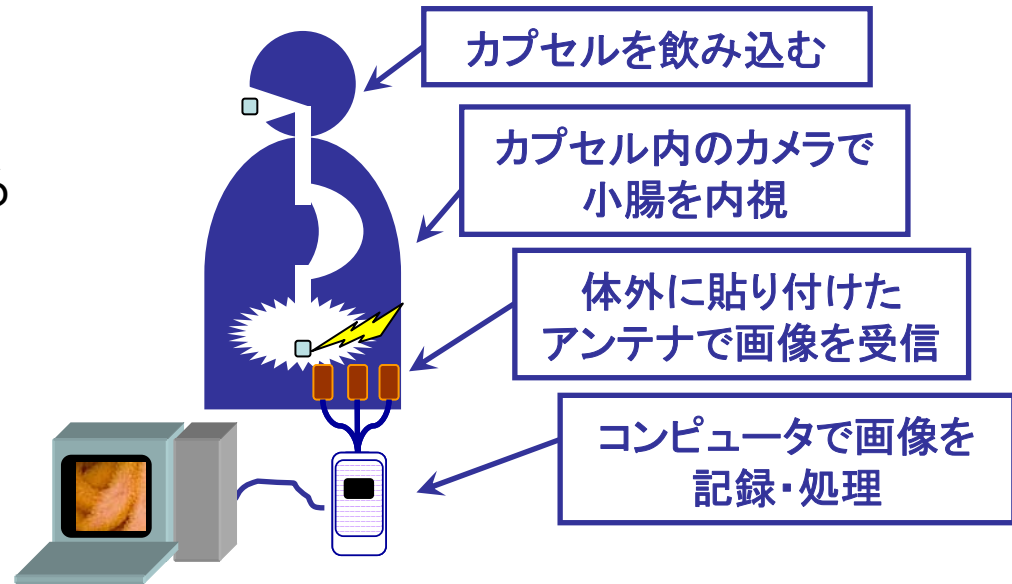 カプセルを飲み込む
カプセル内のカメラで
小腸を内視
体外に貼り付けた
アンテナで画像を受信
コンピュータで画像を
記録・処理